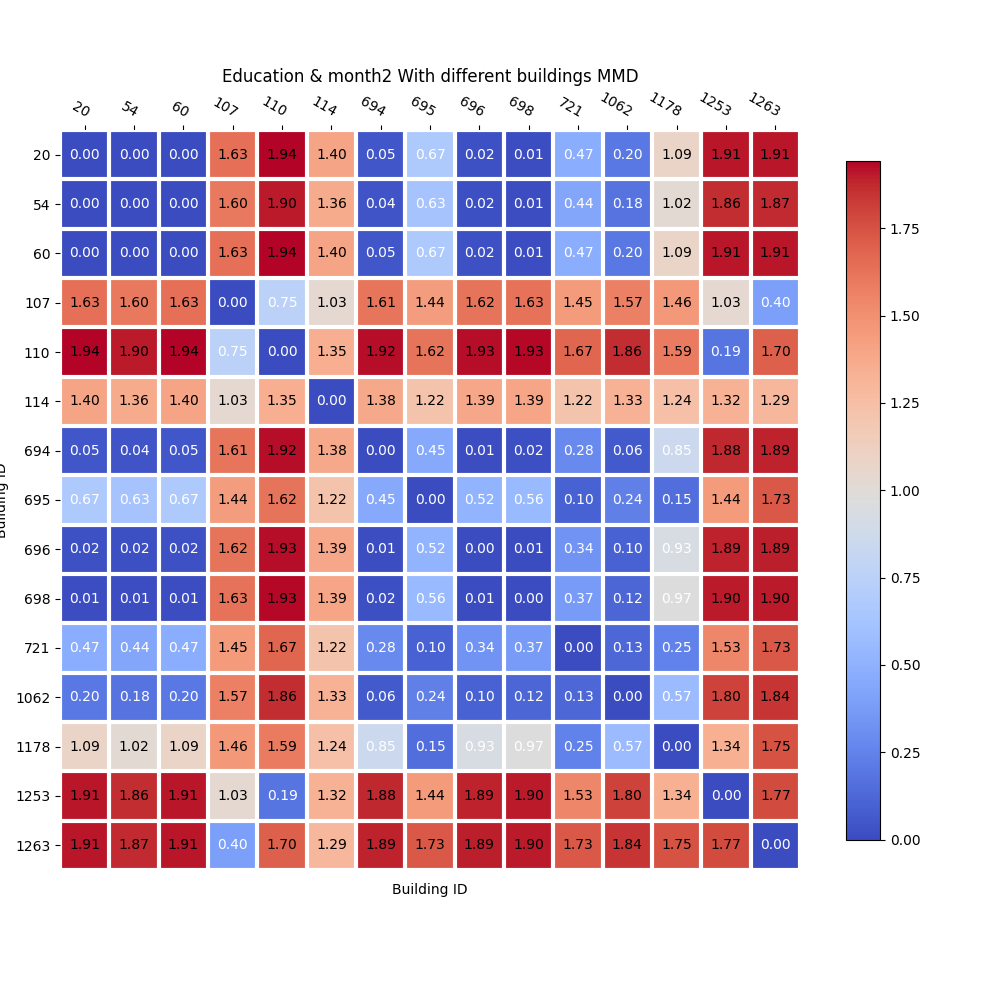 Education & month2 With different buildings MMD
20 54 60 107 110 114 694 695 696 698 721 1062 1178 1253 1263
20 0.00 0.00 0.00 1.63 1.94 1.40 0.05 0.67 0.02 0.01 0.47 0.20 1.09 1.91 1.91
54 0.00 0.00 0.00 1.60 1.90 1.36 0.04 0.63 0.02 0.01 0.44 0.18 1.02 1.86 1.87
60 0.00 0.00 0.00 1.63 1.94 1.40 0.05 0.67 0.02 0.01 0.47 0.20 1.09 1.91 1.91
107 1.63 1.60 1.63 0.00 0.75 1.03 1.61 1.44 1.62 1.63 1.45 1.57 1.46 1.03 0.40
110 1.94 1.90 1.94 0.75 0.00 1.35 1.92 1.62 1.93 1.93 1.67 1.86 1.59 0.19 1.70
114 1.40 1.36 1.40 1.03 1.35 0.00 1.38 1.22 1.39 1.39 1.22 1.33 1.24 1.32 1.29
694 0.05 0.04 0.05 1.61 1.92 1.38 0.00 0.45 0.01 0.02 0.28 0.06 0.85 1.88 1.89
695 0.67 0.63 0.67 1.44 1.62 1.22 0.45 0.00 0.52 0.56 0.10 0.24 0.15 1.44 1.73
696 0.02 0.02 0.02 1.62 1.93 1.39 0.01 0.52 0.00 0.01 0.34 0.10 0.93 1.89 1.89
698 0.01 0.01 0.01 1.63 1.93 1.39 0.02 0.56 0.01 0.00 0.37 0.12 0.97 1.90 1.90
721 0.47 0.44 0.47 1.45 1.67 1.22 0.28 0.10 0.34 0.37 0.00 0.13 0.25 1.53 1.73
1062 0.20 0.18 0.20 1.57 1.86 1.33 0.06 0.24 0.10 0.12 0.13 0.00 0.57 1.80 1.84
1178 1.09 1.02 1.09 1.46 1.59 1.24 0.85 0.15 0.93 0.97 0.25 0.57 0.00 1.34 1.75
1253 1.91 1.86 1.91 1.03 0.19 1.32 1.88 1.44 1.89 1.90 1.53 1.80 1.34 0.00 1.77
1263 1.91 1.87 1.91 0.40 1.70 1.29 1.89 1.73 1.89 1.90 1.73 1.84 1.75 1.77 0.00
Building ID
Building ID
1.75
1.50
1.25
1.00
0.75
0.50
0.25
0.00